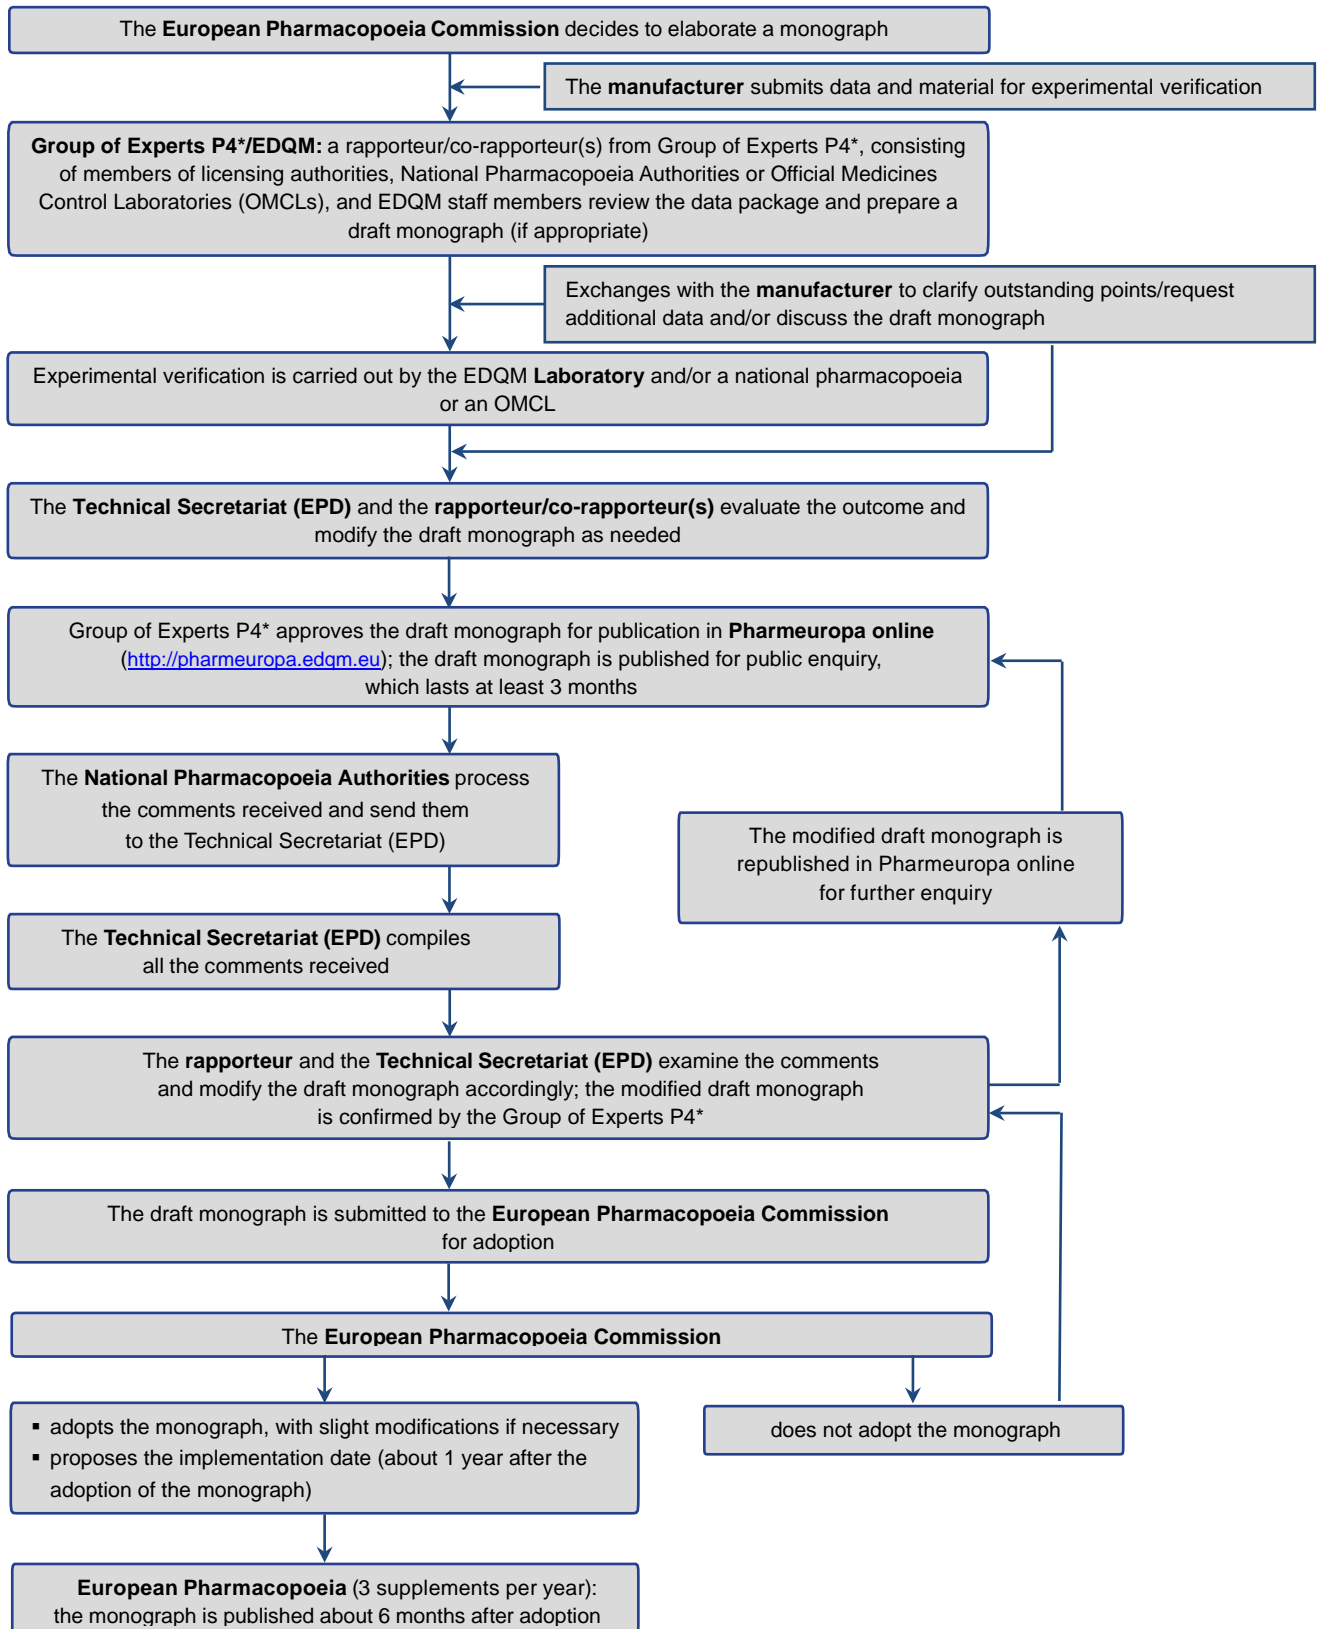 The European Pharmacopoeia Commission decides to elaborate a monograph
The manufacturer submits data and material for experimental verification
Group of Experts P4*/EDQM: a rapporteur/co-rapporteur(s) from Group of Experts P4*, consisting
of members of licensing authorities, National Pharmacopoeia Authorities or Official Medicines
Control Laboratories (OMCLs), and EDQM staff members review the data package and prepare a
draft monograph (if appropriate)
Exchanges with the manufacturer to clarify outstanding points/request
additional data and/or discuss the draft monograph
Experimental verification is carried out by the EDQM Laboratory and/or a national pharmacopoeia
or an OMCL
The Technical Secretariat (EPD) and the rapporteur/co-rapporteur(s) evaluate the outcome and
modify the draft monograph as needed
Group of Experts P4* approves the draft monograph for publication in Pharmeuropa online
(http://pharmeuropa.edqm.eu); the draft monograph is published for public enquiry,
which lasts at least 3 months
The National Pharmacopoeia Authorities process
the comments received and send them
to the Technical Secretariat (EPD)
The modified draft monograph is
republished in Pharmeuropa online
for further enquiry
The Technical Secretariat (EPD) compiles
all the comments received
The rapporteur and the Technical Secretariat (EPD) examine the comments
and modify the draft monograph accordingly; the modified draft monograph
is confirmed by the Group of Experts P4*
The draft monograph is submitted to the European Pharmacopoeia Commission
for adoption
The European Pharmacopoeia Commission
▪ adopts the monograph, with slight modifications if necessary
▪ proposes the implementation date (about 1 year after the
adoption of the monograph)
does not adopt the monograph
European Pharmacopoeia (3 supplements per year):
the monograph is published about 6 months after adoption